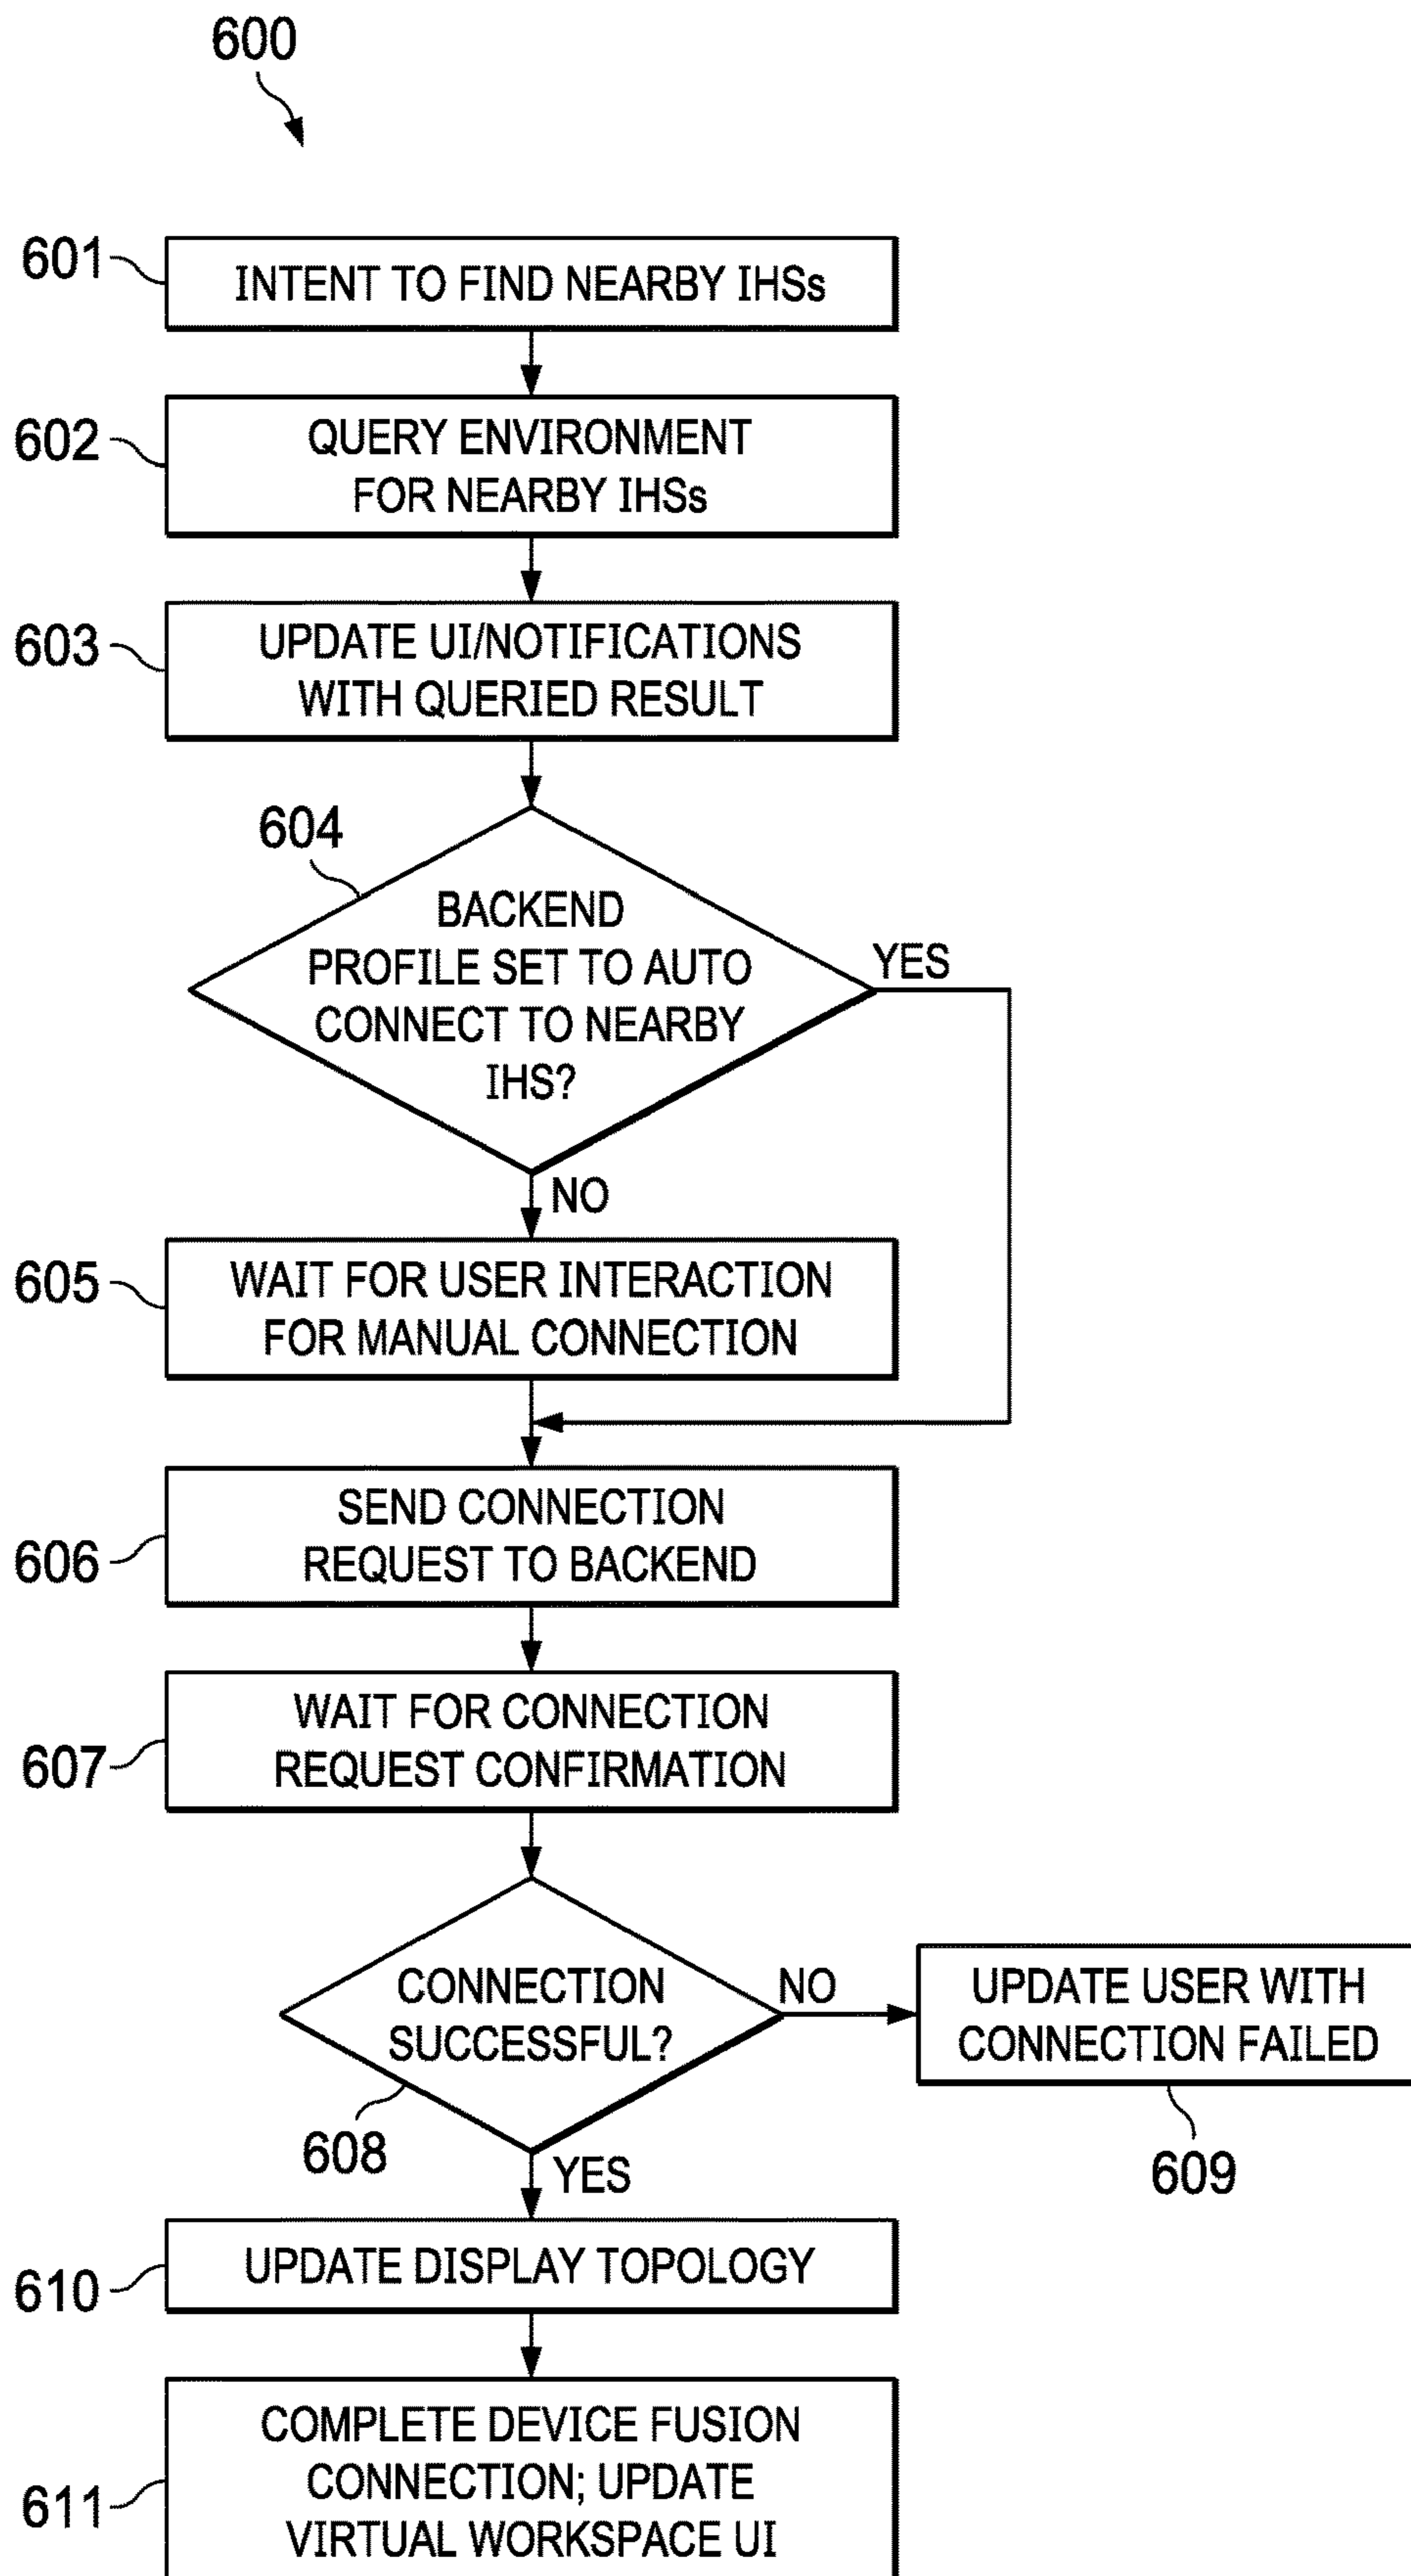 600
601
INTENT TO FIND NEARBY IHSs
602
QUERY ENVIRONMENT
FOR NEARBY IHSs
603
UPDATE UI/NOTIFICATIONS
WITH QUERIED RESULT
604
BACKEND
PROFILE SET TO AUTO
CONNECT TO NEARBY
IHS?
YES
NO
605
WAIT FOR USER INTERACTION
FOR MANUAL CONNECTION
606
SEND CONNECTION
REQUEST TO BACKEND
607
WAIT FOR CONNECTION
REQUEST CONFIRMATION
CONNECTION
SUCCESSFUL?
608
NO
UPDATE USER WITH
CONNECTION FAILED
609
YES
610
UPDATE DISPLAY TOPOLOGY
611
COMPLETE DEVICE FUSION
CONNECTION; UPDATE
VIRTUAL WORKSPACE UI